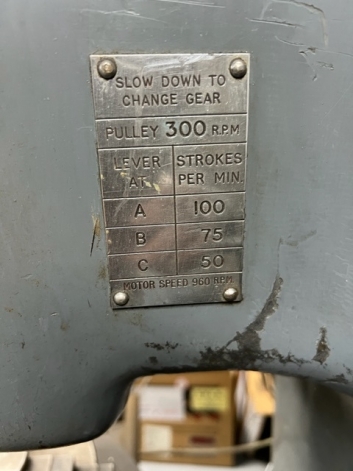 SLOW DOWN TO
CHANGE GEAR
PULLEY 300 R.P.M
LEVER AT STROKES PER MIN.
A 100
B 75
C 50
MOTOR SPEED 960 RPM